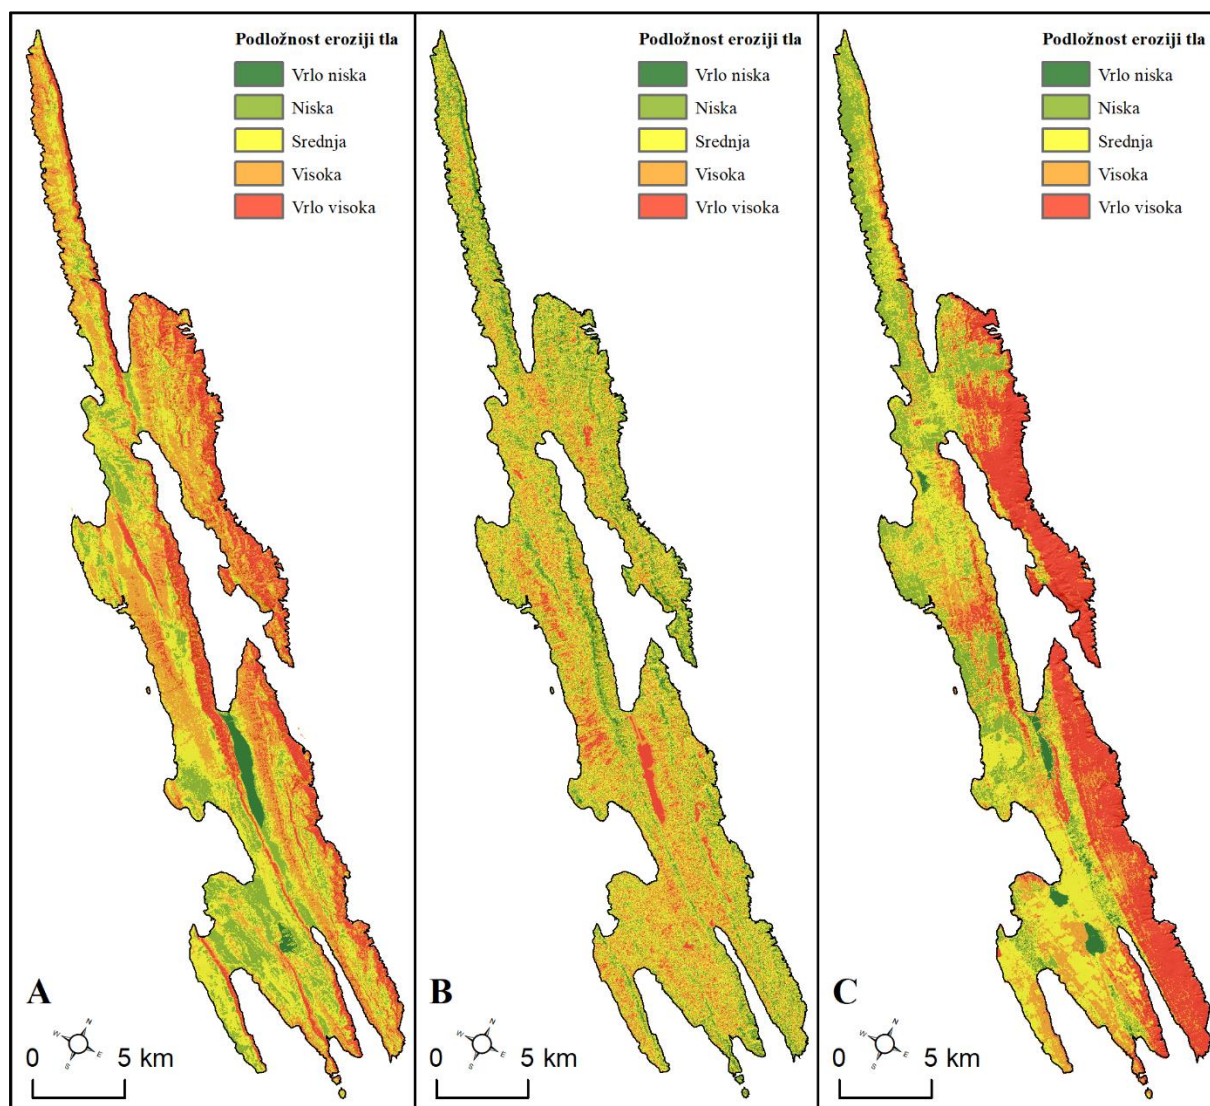 Podložnost eroziji tla
Vrlo niska
Niska
Srednja
Visoka
Vrlo visoka
A
N
W
E
S
0 5 km
Podložnost eroziji tla
Vrlo niska
Niska
Srednja
Visoka
Vrlo visoka
B
N
W
E
S
0 5 km
Podložnost eroziji tla
Vrlo niska
Niska
Srednja
Visoka
Vrlo visoka
C
N
W
E
S
0 5 km